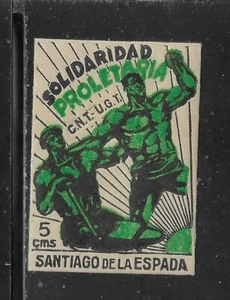 SOLIDARIDAD
PROLETARIA
C.N.T.-U.G.T.
5
cms
SANTIAGO DE LA ESPADA